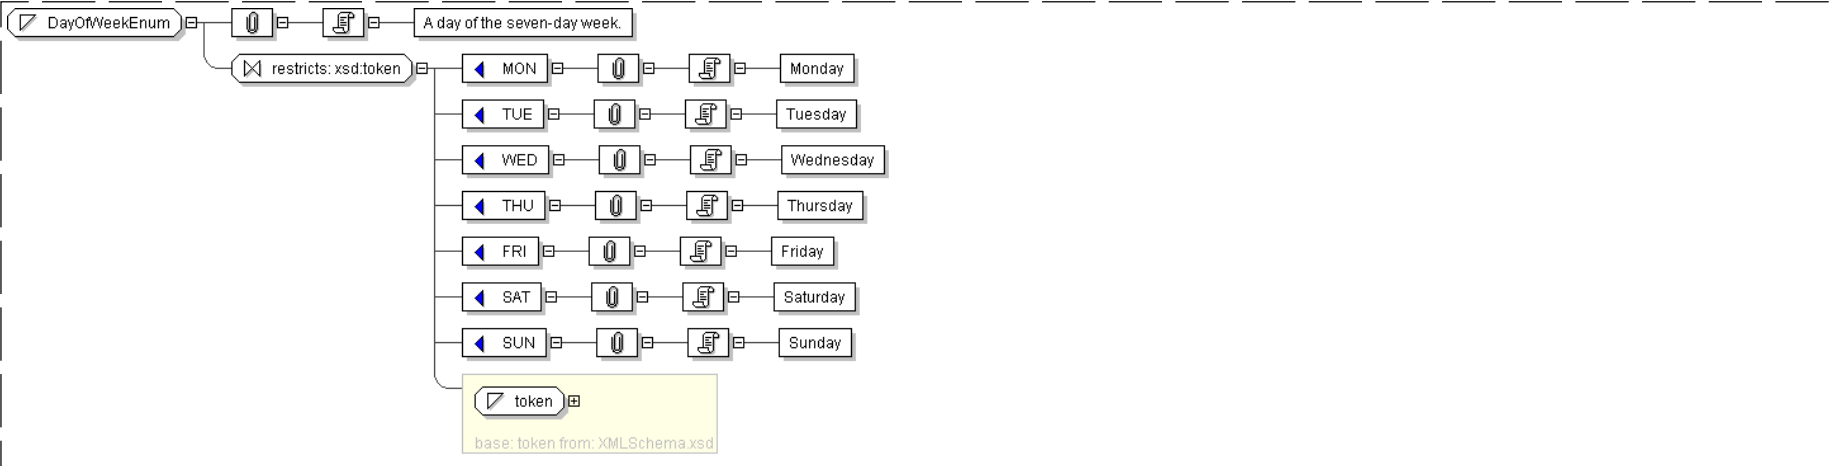 DayOfWeekEnum A day of the seven-day week.
restricts: xsd:token MON Monday
TUE Tuesday
WED Wednesday
THU Thursday
FRI Friday
SAT Saturday
SUN Sunday
token
base: token from: XMLSchema.xsd